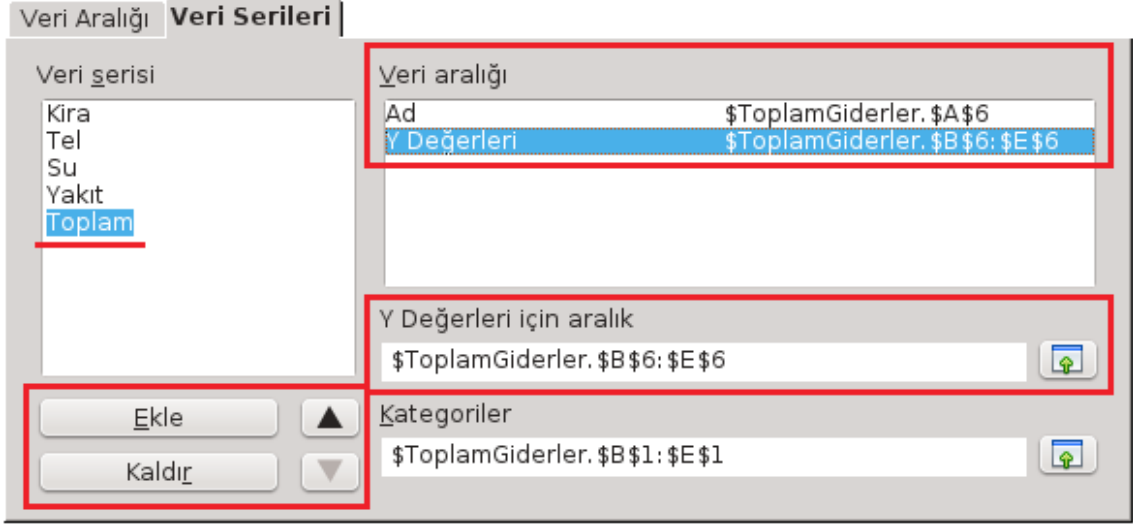 Veri Aralığı Veri Serileri
Veri serisi
Kira
Tel
Su
Yakıt
Toplam
Ekle
Kaldır
Veri aralığı
Ad $ToplamGiderler.$A$6
Y Değerleri $ToplamGiderler.$B$6:$E$6
Y Değerleri için aralık
$ToplamGiderler.$B$6:$E$6
Kategoriler
$ToplamGiderler.$B$1:$E$1